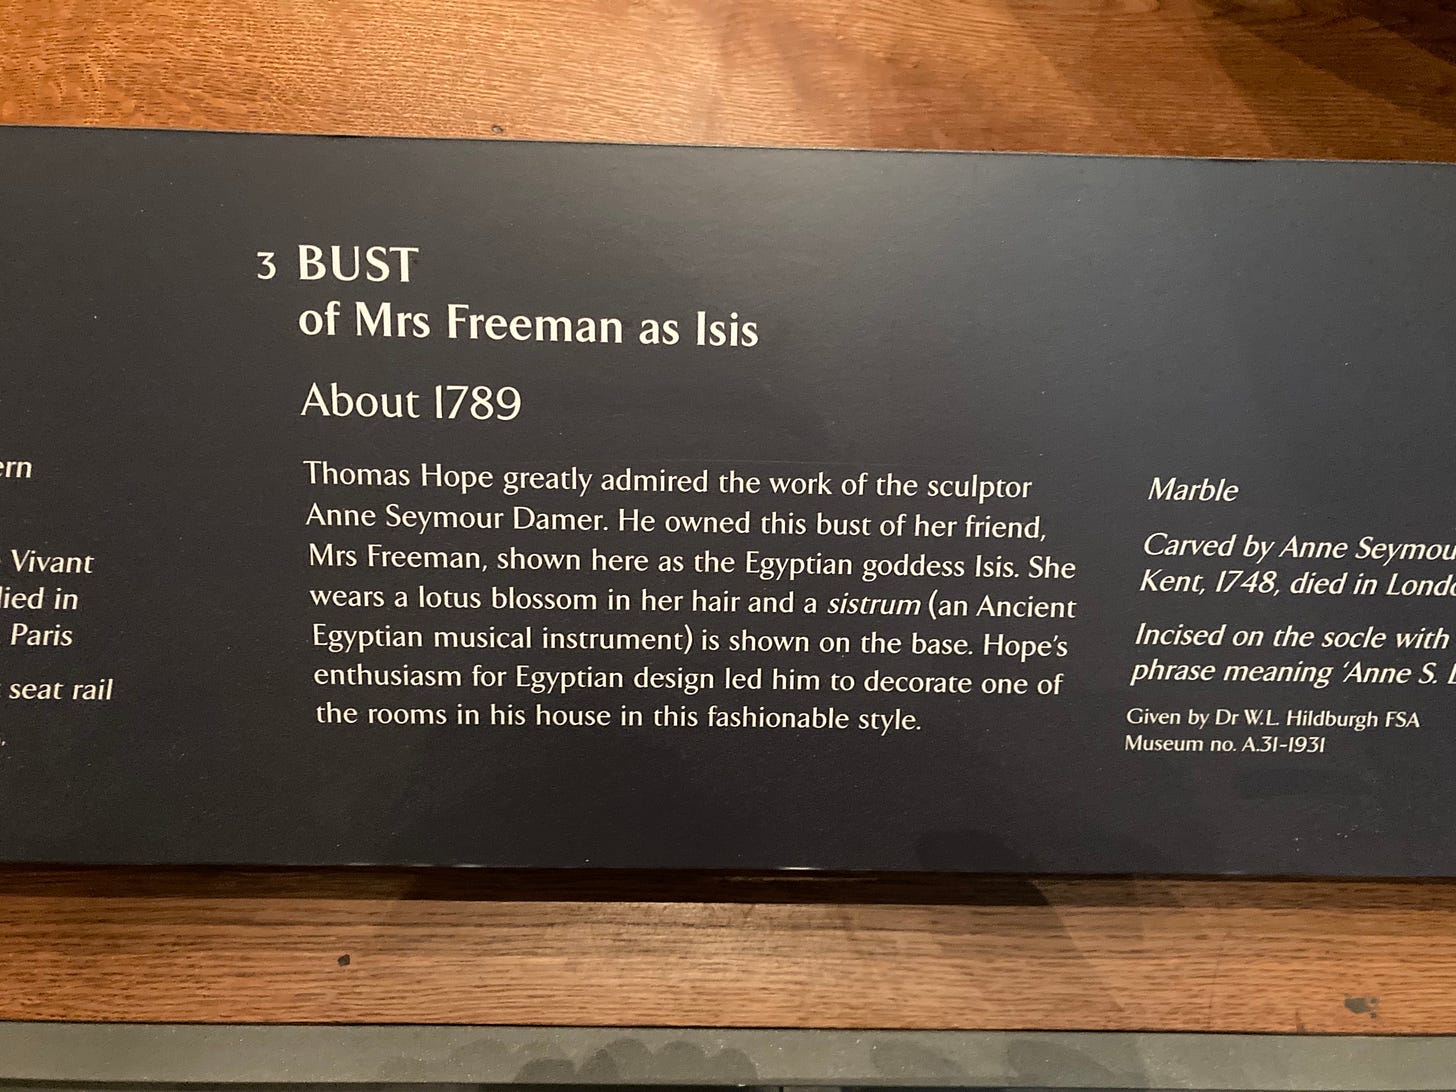 ern
Vivant
lied in
Paris
seat rail
3 BUST
of Mrs Freeman as Isis
About 1789
Thomas Hope greatly admired the work of the sculptor
Anne Seymour Damer. He owned this bust of her friend,
Mrs Freeman, shown here as the Egyptian goddess Isis. She
wears a lotus blossom in her hair and a sistrum (an Ancient
Egyptian musical instrument) is shown on the base. Hope's
enthusiasm for Egyptian design led him to decorate one of
the rooms in his house in this fashionable style.
Marble
Carved by Anne Seymou
Kent, 1748, died in Londo
Incised on the socle with
phrase meaning 'Anne S. D
Given by Dr W.L. Hildburgh FSA
Museum no. A.31-1931